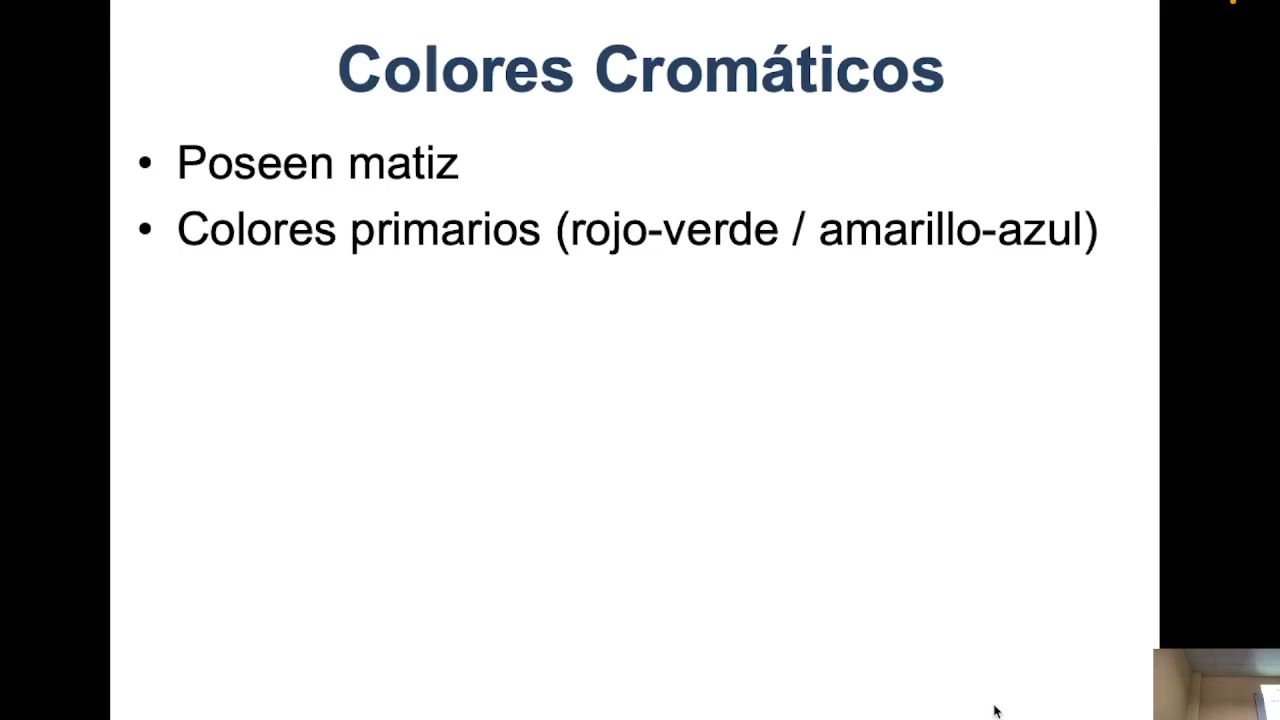 Colores Cromáticos
• Poseen matiz
• Colores primarios (rojo-verde / amarillo-azul)